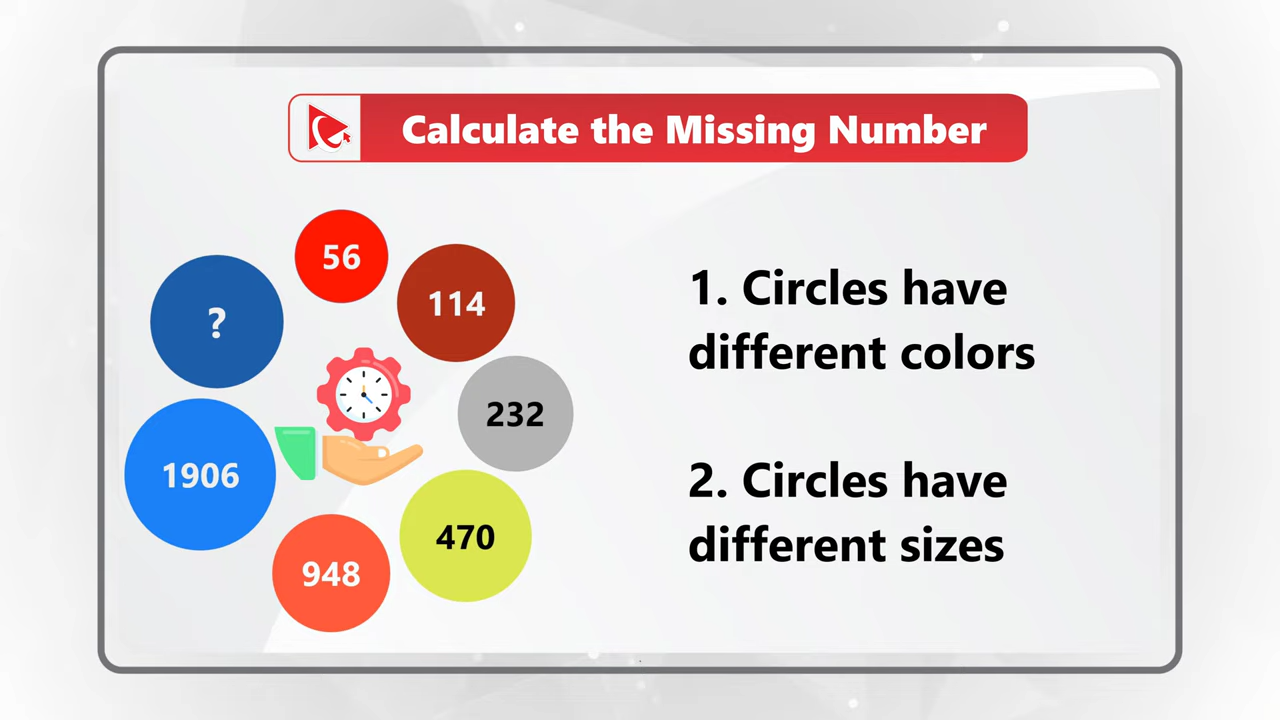 Calculate the Missing Number
56
114
?
232
1906
470
948
1. Circles have
different colors
2. Circles have
different sizes